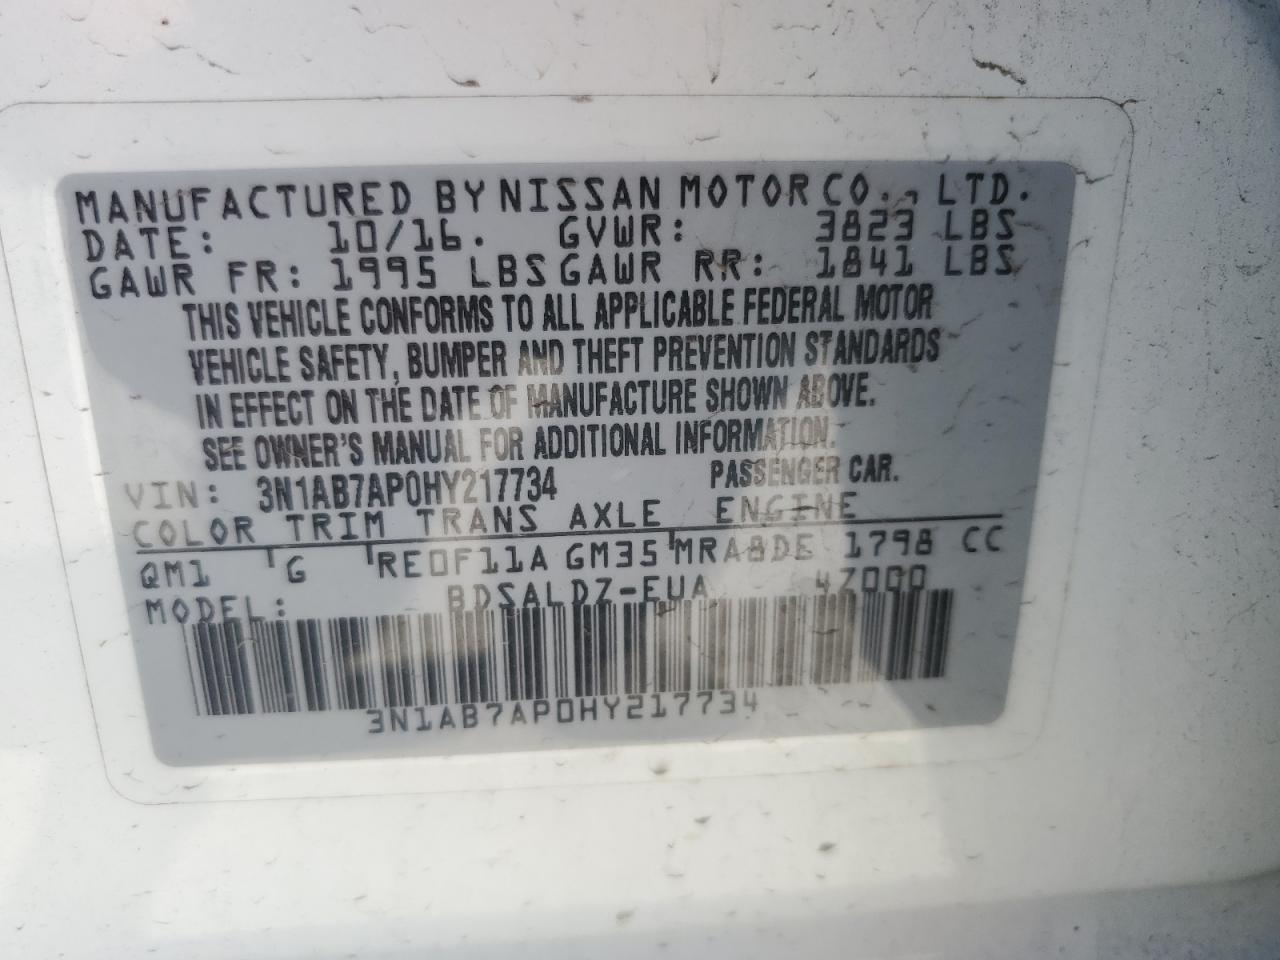 MANUFACTURED BY NISSAN MOTOR CO., LTD.
DATE: 10/16. GVWR: 3823 LBS
GAWR FR: 1995 LBS GAWR RR: 1841 LBS
THIS VEHICLE CONFORMS TO ALL APPLICABLE FEDERAL MOTOR
VEHICLE SAFETY, BUMPER AND THEFT PREVENTION STANDARDS
IN EFFECT ON THE DATE OF MANUFACTURE SHOWN ABOVE.
SEE OWNER'S MANUAL FOR ADDITIONAL INFORMATION.
VIN: 3N1AB7AP0HY217734 PASSENGER CAR.
COLOR TRIM TRANS AXLE ENGINE
QM1 G RE0F11A GM35 MRA8DE 1798 CC
MODEL: BDSALDZ-EUA 4Z000
3N1AB7AP0HY217734